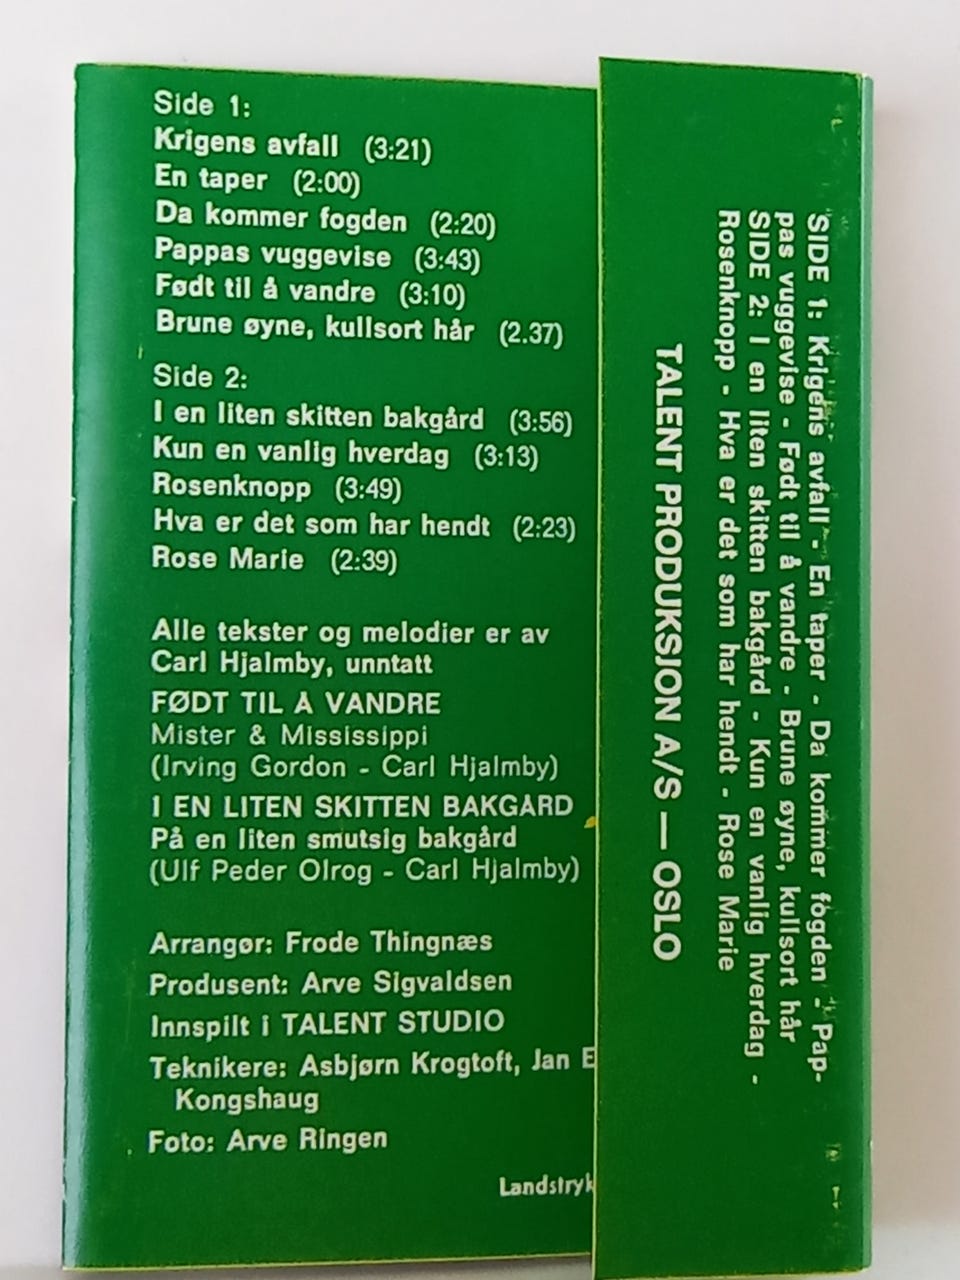 Side 1:
Krigens avfall (3:21)
En taper (2:00)
Da kommer fogden (2:20)
Pappas vuggevise (3:43)
Født til å vandre (3:10)
Brune øyne, kullsort hår (2.37)
Side 2:
I en liten skitten bakgård (3:56)
Kun en vanlig hverdag (3:13)
Rosenknopp (3:49)
Hva er det som har hendt (2:23)
Rose Marie (2:39)
Alle tekster og melodier er av
Carl Hjalmby, unntatt
FØDT TIL Å VANDRE
Mister & Mississippi
(Irving Gordon - Carl Hjalmby)
I EN LITEN SKITTEN BAKGÅRD
På en liten smutsig bakgård
(Ulf Peder Olrog - Carl Hjalmby)
Arrangør: Frode Thingnæs
Produsent: Arve Sigvaldsen
Innspilt i TALENT STUDIO
Teknikere: Asbjørn Krogtoft, Jan E
Kongshaug
Foto: Arve Ringen
Landstryk
SIDE 1: Krigens avfall - En taper - Da kommer fogden - Pap-
pas vuggevise - Født til å vandre - Brune øyne, kullsort hår
SIDE 2: I en liten skitten bakgård - Kun en vanlig hverdag -
Rosenknopp - Hva er det som har hendt - Rose Marie
TALENT PRODUKSJON A/S — OSLO